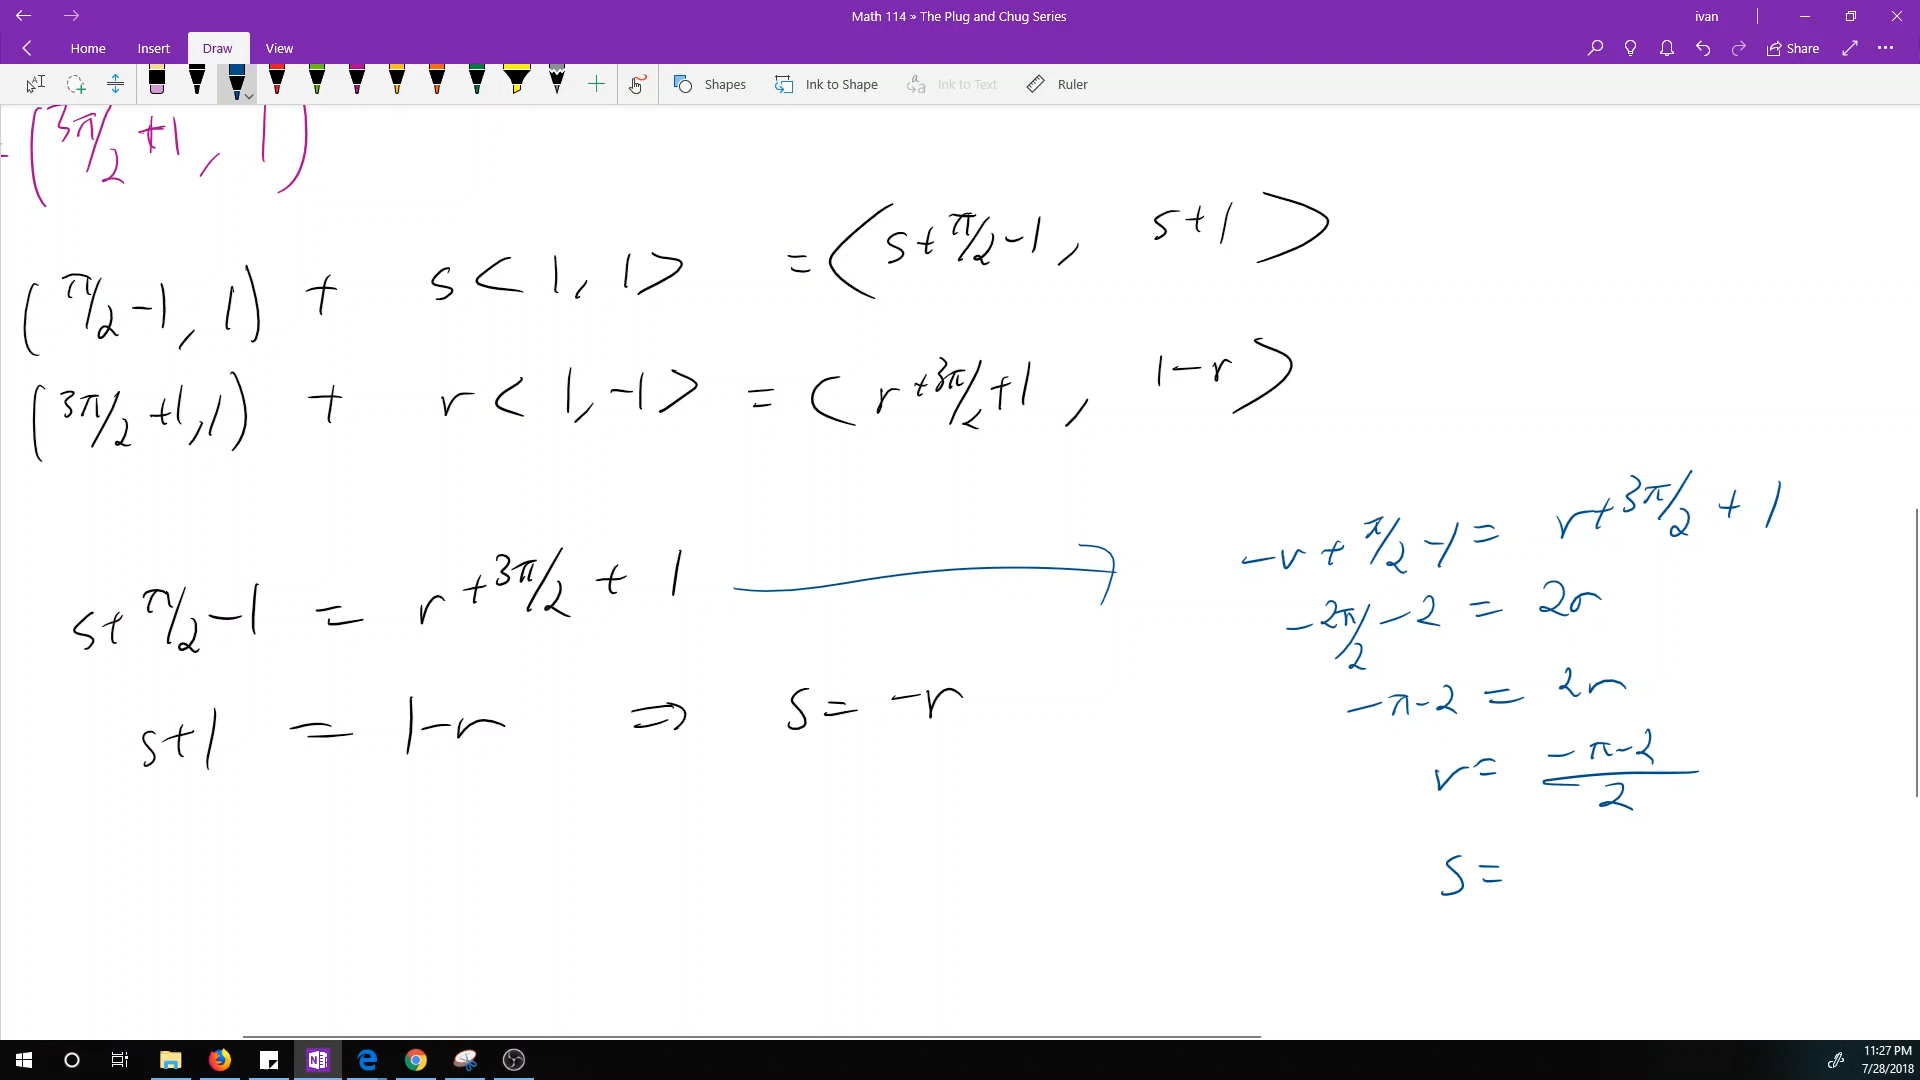 Math 114 » The Plug and Chug Series
ivan
Home Insert Draw View
Share
Shapes Ink to Shape Ink to Text Ruler
(3π/2 +1, 1)
(π/2 -1, 1) + s<1, 1> = <s+π/2-1, s+1>
(3π/2 +1, 1) + r<1, -1> = <r+3π/2+1, 1-r>
s+π/2-1 = r+3π/2+1
s+1 = 1-r ⇒ s= -r
-r+π/2-1 = r+3π/2+1
-2π/2-2 = 2r
-π-2 = 2r
r= -π-2/2
s=
11:27 PM
7/28/2018